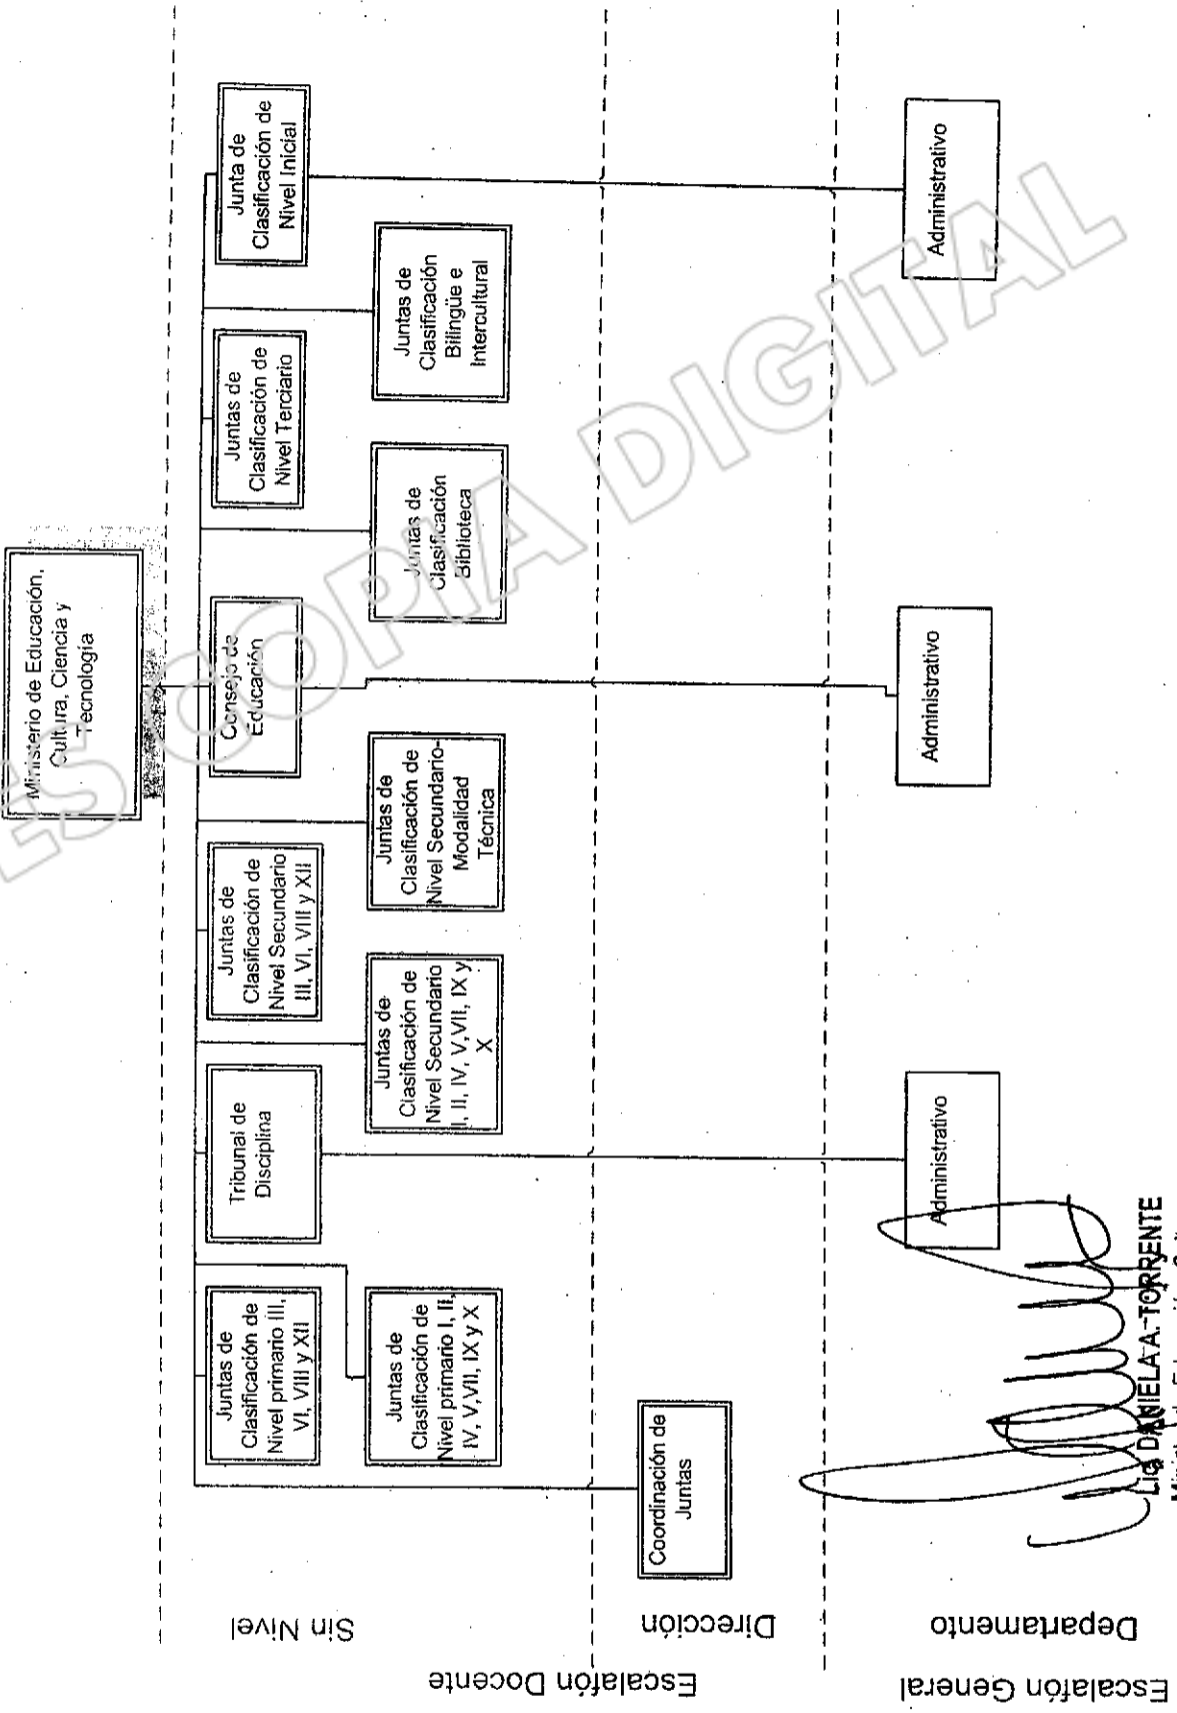 Ministerio de Educación,
Cultura, Ciencia y
Tecnología
Juntas de
Clasificación de
Nivel primario III,
VI, VIII y XII
Tribunal de
Disciplina
Juntas de
Clasificación de
Nivel Secundario
III, VI, VIII y XII
Consejo de
Educación
Juntas de
Clasificación de
Nivel Terciario
Junta de
Clasificación de
Nivel Inicial
Juntas de
Clasificación de
Nivel primario I, II,
IV, V,VII, IX y X
Juntas de
Clasificación de
Nivel Secundario
I, II, IV, V,VII, IX y
X
Juntas de
Clasificación de
Nivel Secundario-
Modalidad
Técnica
Juntas de
Clasificación
Biblioteca
Juntas de
Clasificación
Bilingüe e
Intercultural
Coordinación de
Juntas
Administrativo
Administrativo
Administrativo
Sin Nivel
Escalafón Docente
Dirección
Departamento
Escalafón General
ES COPIA DIGITAL
DANIELA A. TORRENTE